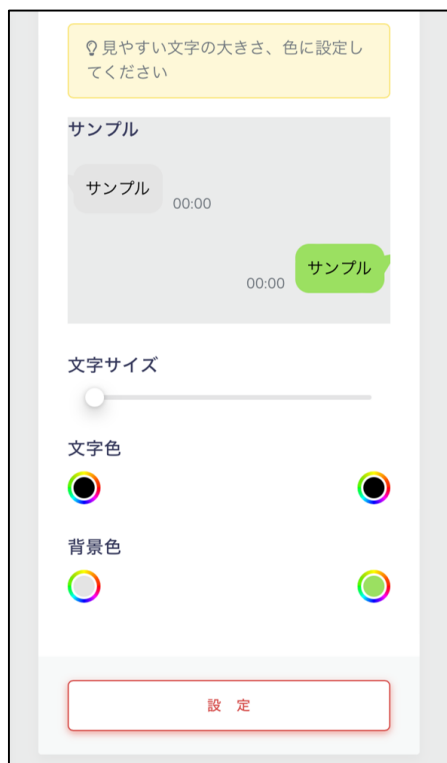 見やすい文字の大きさ、色に設定し
てください
サンプル
サンプル
00:00
サンプル
00:00
文字サイズ
文字色
背景色
設 定